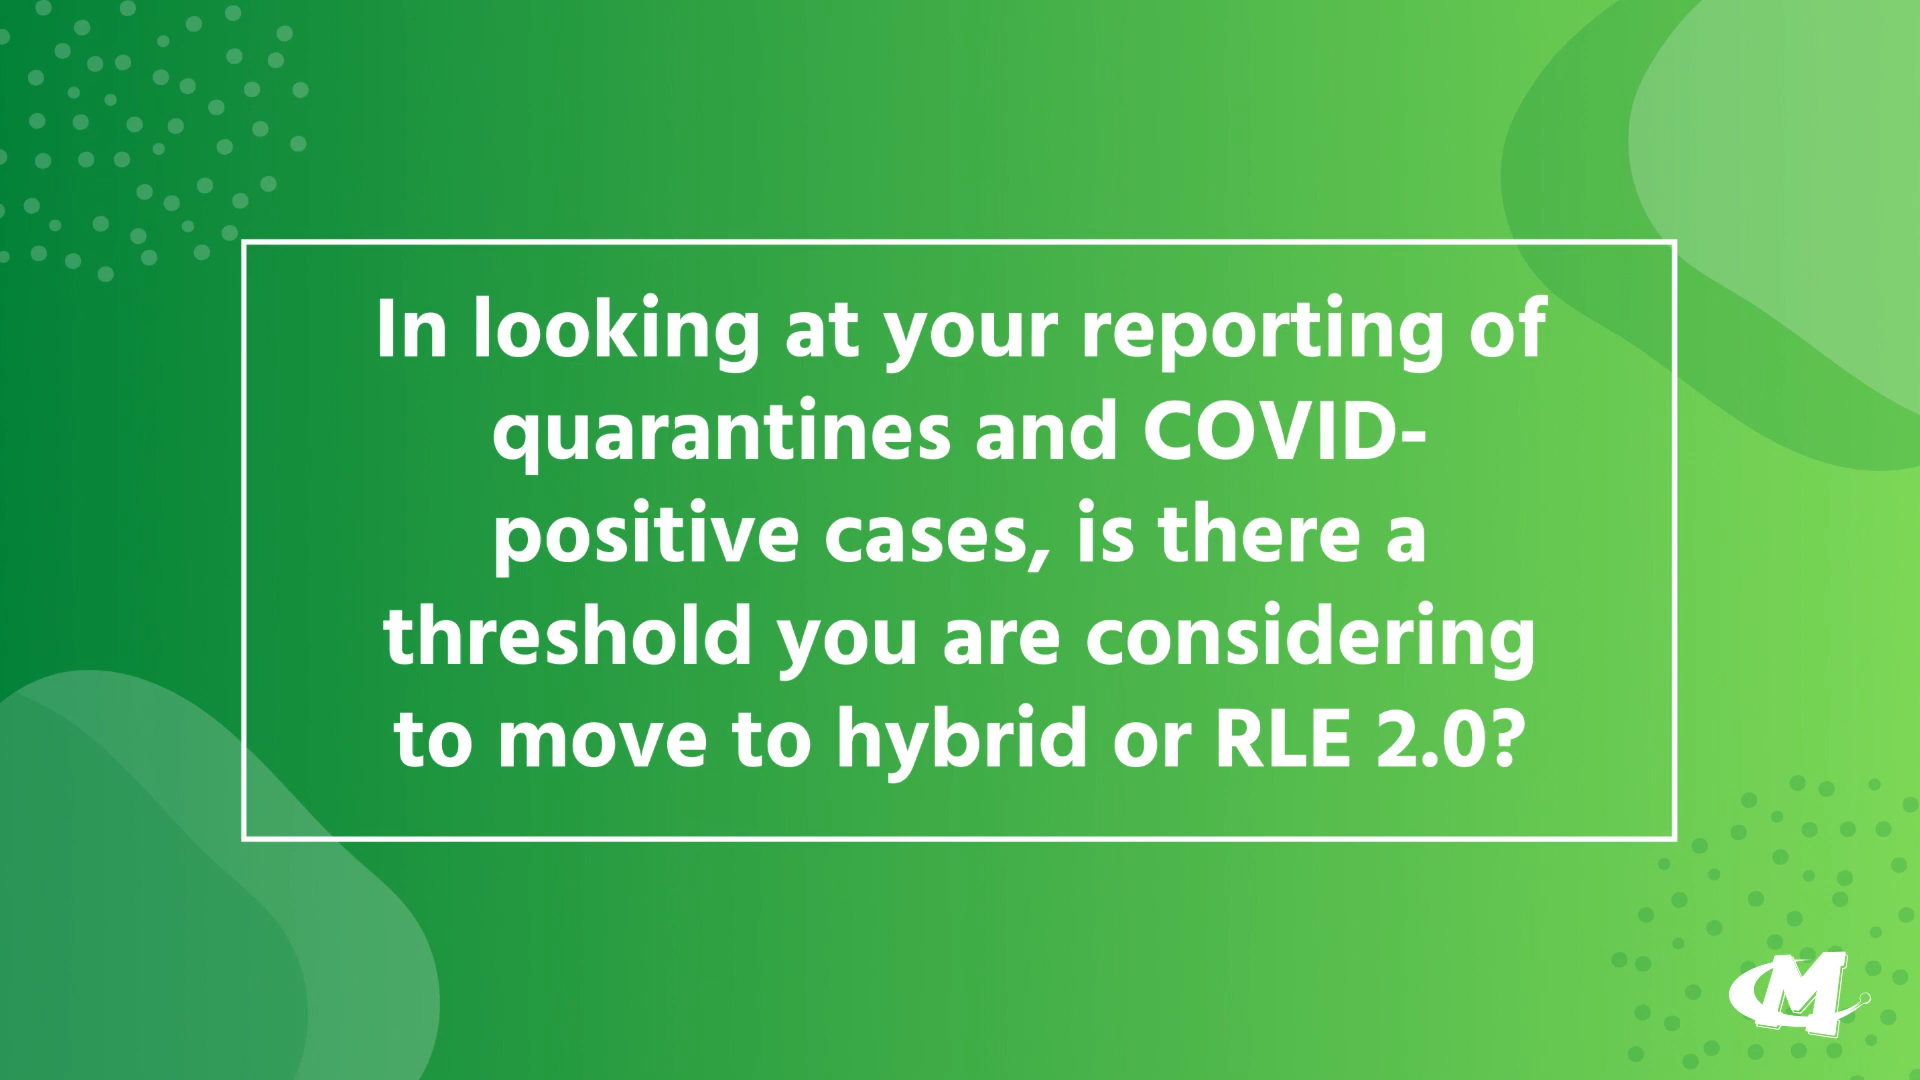 In looking at your reporting of
quarantines and COVID-
positive cases, is there a
threshold you are considering
to move to hybrid or RLE 2.0?
M